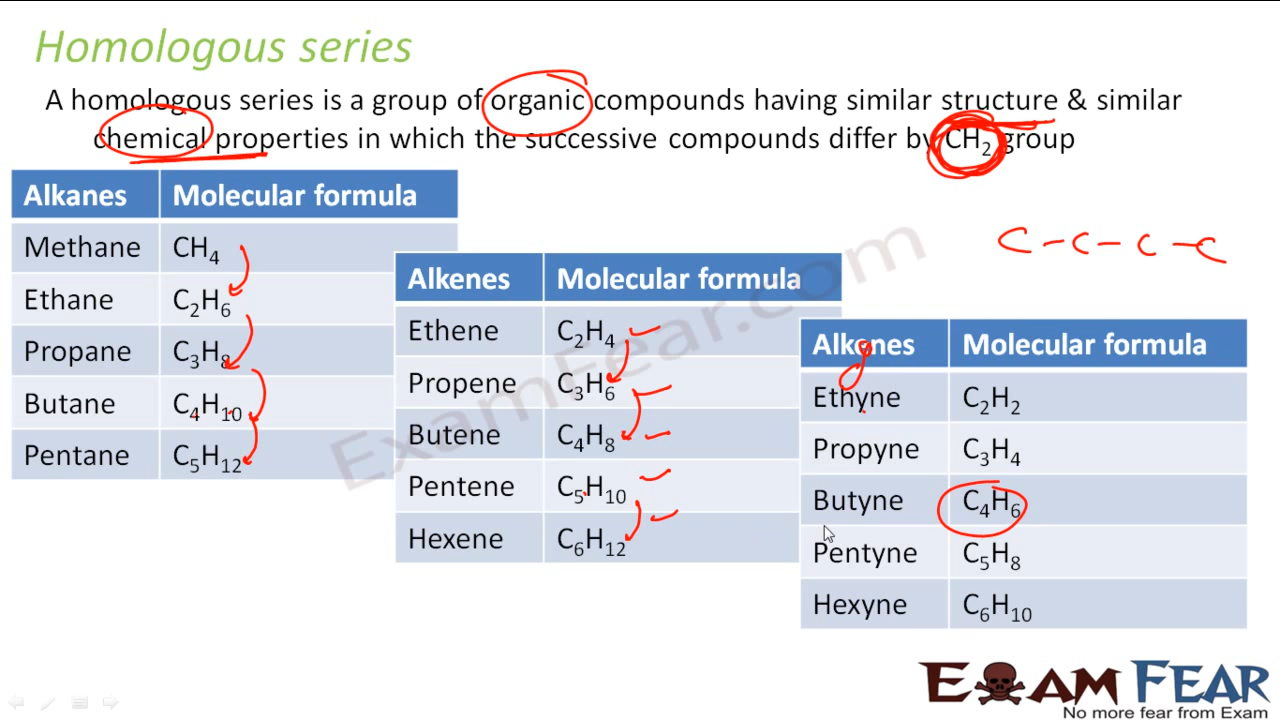 Homologous series
A homologous series is a group of organic compounds having similar structure & similar
chemical properties in which the successive compounds differ by CH₂ group
Alkanes Molecular formula
Methane CH₄
Ethane C₂H₆
Propane C₃H₈
Butane C₄H₁₀
Pentane C₅H₁₂
Alkenes Molecular formula
Ethene C₂H₄
Propene C₃H₆
Butene C₄H₈
Pentene C₅H₁₀
Hexene C₆H₁₂
C – C – C – C
Alkenes Molecular formula
y
Ethyne C₂H₂
Propyne C₃H₄
Butyne C₄H₆
Pentyne C₅H₈
Hexyne C₆H₁₀
ExamFear.com
EXAM FEAR
No more fear from Exam